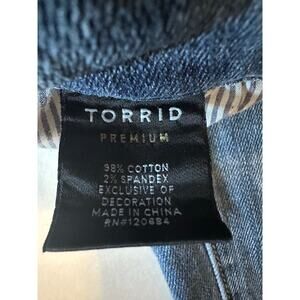 TORRID
PREMIUM
98% COTTON
2% SPANDEX
EXCLUSIVE OF
DECORATION
MADE IN CHINA
RN#120684